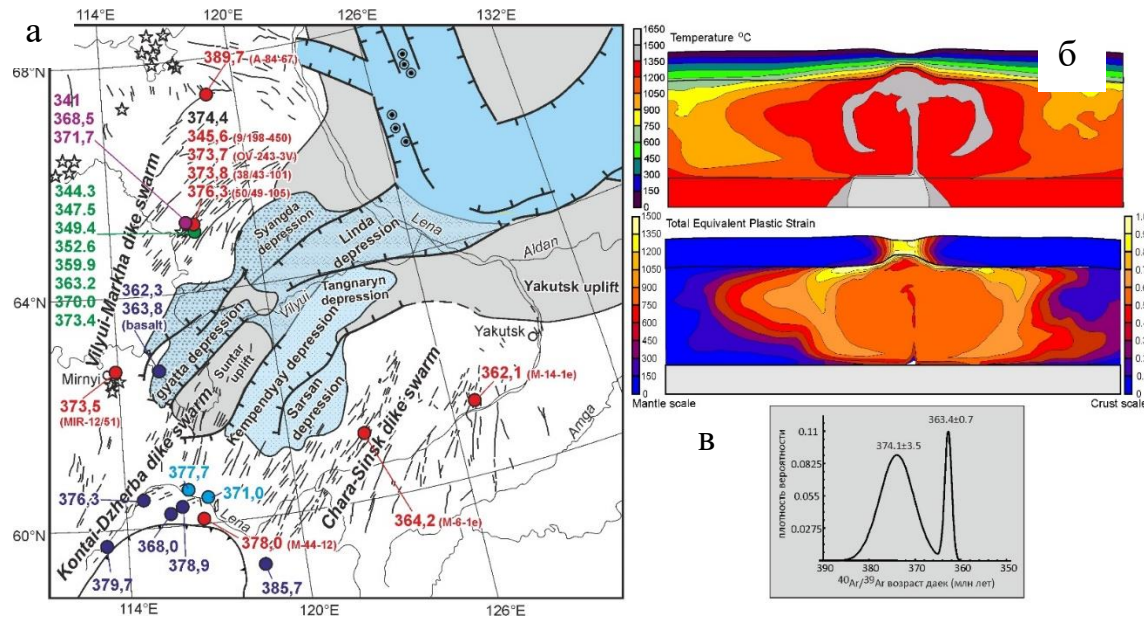 а
114°E
120°E
126°E
132°E
68°N
64°N
60°N
114°E
120°E
126°E
389,7 (A-84-67)
341
368,5
371,7
374,4
345,6 (9/198-450)
373,7 (OV-243-3V)
373,8 (38/43-101)
376,3 (50/49-105)
344.3
347.5
349.4
352.6
359.9
363.2
370.0
373.4
Vilyui-Markha dike swarm
Syangda
depression
Linda
depression
Lena
Aldan
362,3
363,8
(basalt)
Vilyui
Tangnaryn
depression
Yakutsk uplift
Yakutsk
Mirnyi
gyatta depression
Suntar
uplift
Kempendyay depression
Sarsan
depression
373,5
(MIR-12/51)
362,1 (M-14-1e)
Amga
Chara-Sinsk dike swarm
Kontai-Dzherba dike swarm
377,7
371,0
376,3
Lena
364,2 (M-6-1e)
378,0 (M-44-12)
368,0
378,9
379,7
385,7
б
Temperature °C
1650
1500
1350
1200
1050
900
750
600
450
300
150
0
Total Equivalent Plastic Strain
1500
1350
1200
1050
900
750
600
450
300
150
0
Mantle scale
Crust scale
в
374.1±3.5
363.4±0.7
плотность вероятности
0.11
0.0825
0.055
0.0275
390
380
370
360
350
⁴⁰Ar/³⁹Ar возраст даек (млн лет)